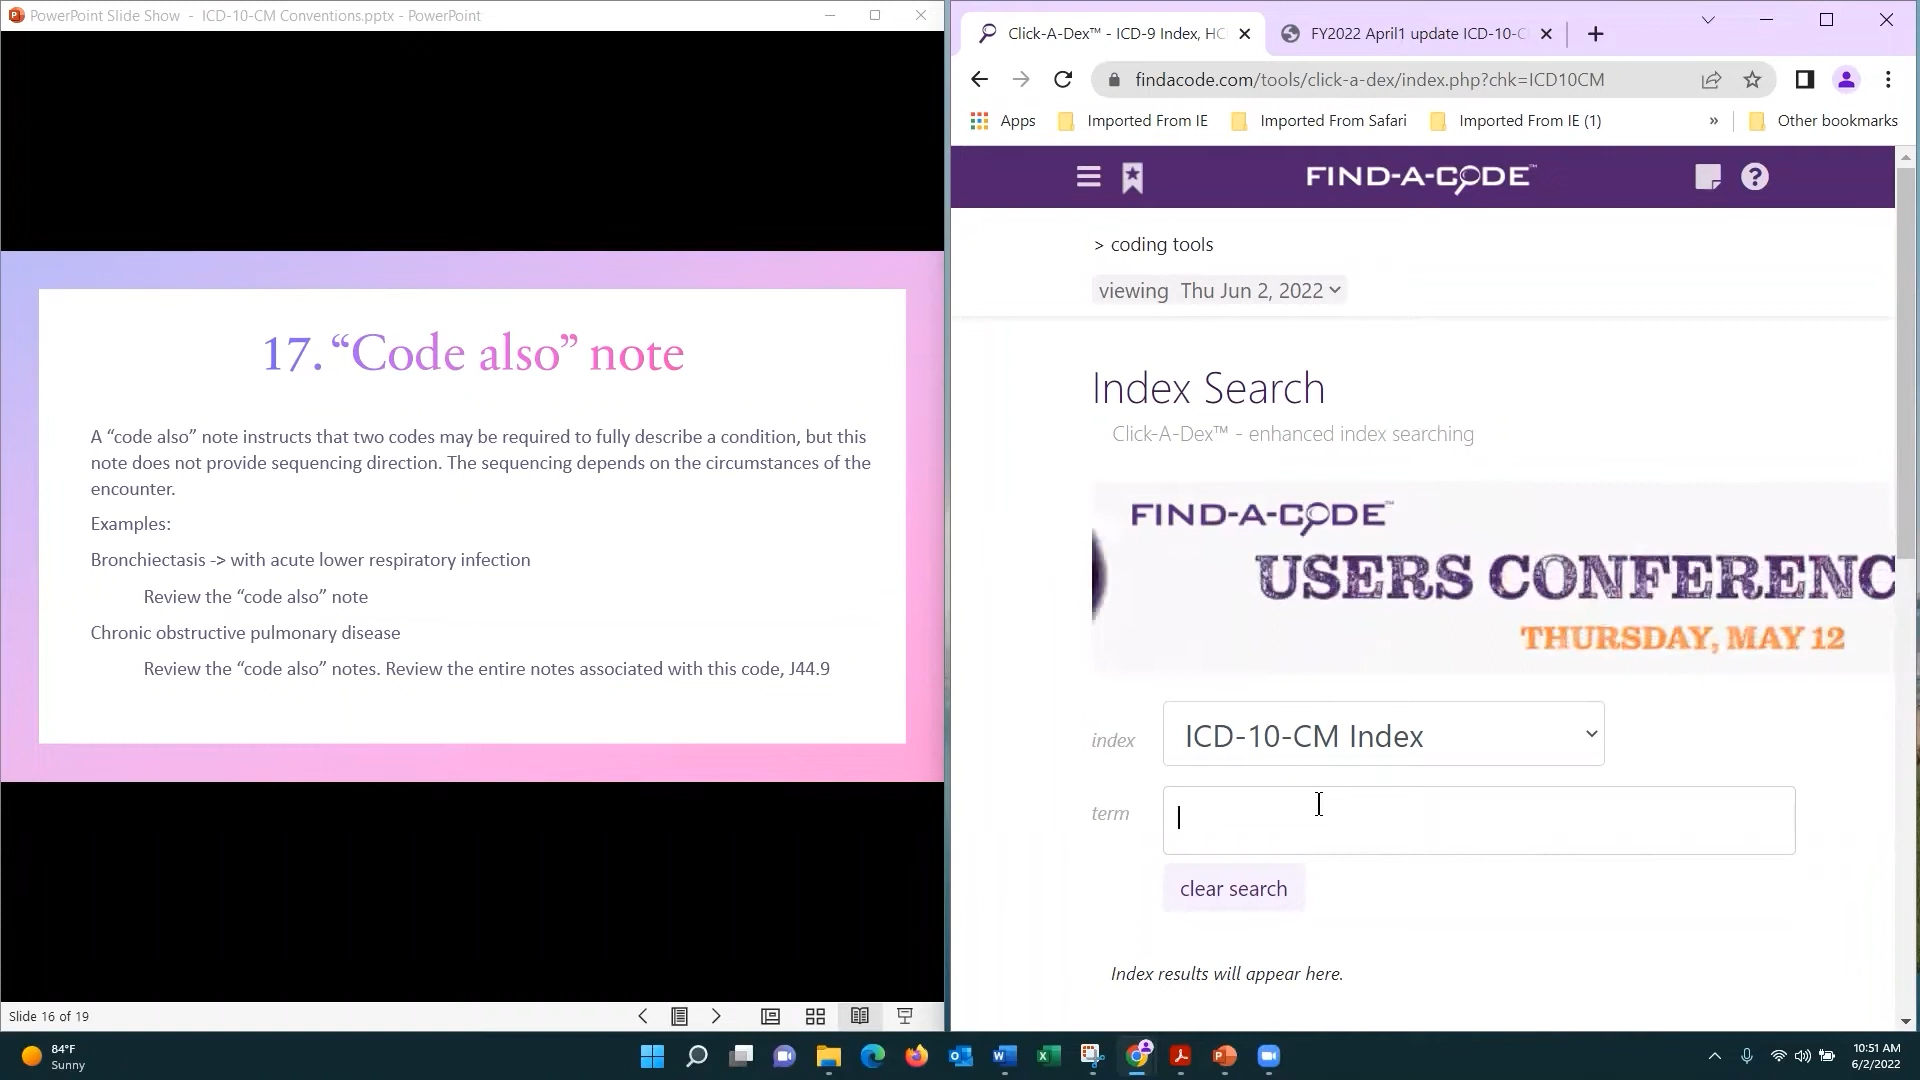 PowerPoint Slide Show - ICD-10-CM Conventions.pptx - PowerPoint
17. “Code also” note
A “code also” note instructs that two codes may be required to fully describe a condition, but this
note does not provide sequencing direction. The sequencing depends on the circumstances of the
encounter.
Examples:
Bronchiectasis -> with acute lower respiratory infection
Review the “code also” note
Chronic obstructive pulmonary disease
Review the “code also” notes. Review the entire notes associated with this code, J44.9
Slide 16 of 19
Click-A-Dex™ - ICD-9 Index, HC
FY2022 April1 update ICD-10-C
findacode.com/tools/click-a-dex/index.php?chk=ICD10CM
Apps
Imported From IE
Imported From Safari
Imported From IE (1)
»
Other bookmarks
FIND-A-CODE™
> coding tools
viewing Thu Jun 2, 2022
Index Search
Click-A-Dex™ - enhanced index searching
FIND-A-CODE™
USERS CONFERENC
THURSDAY, MAY 12
index
ICD-10-CM Index
term
clear search
Index results will appear here.
84°F
Sunny
10:51 AM
6/2/2022